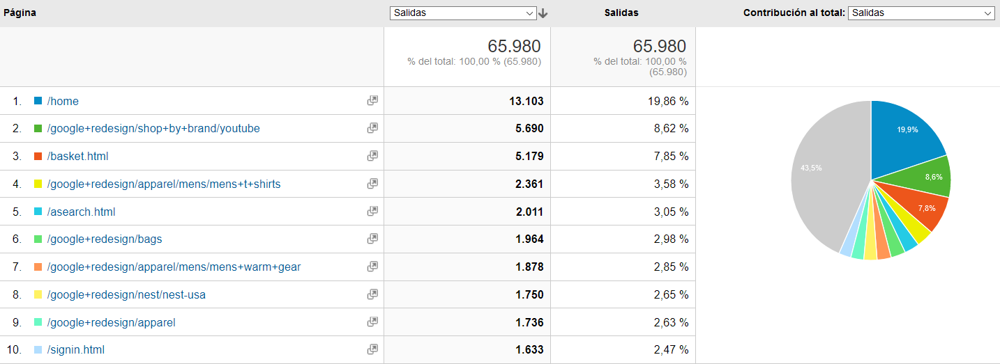 Página Salidas Salidas Contribución al total: Salidas
65.980 65.980
% del total: 100,00 % (65.980) % del total: 100,00 %
(65.980)
1. /home 13.103 19,86 %
2. /google+redesign/shop+by+brand/youtube 5.690 8,62 %
3. /basket.html 5.179 7,85 %
4. /google+redesign/apparel/mens/mens+t+shirts 2.361 3,58 %
5. /asearch.html 2.011 3,05 %
6. /google+redesign/bags 1.964 2,98 %
7. /google+redesign/apparel/mens/mens+warm+gear 1.878 2,85 %
8. /google+redesign/nest/nest-usa 1.750 2,65 %
9. /google+redesign/apparel 1.736 2,63 %
10. /signin.html 1.633 2,47 %
19,9%
43,5%
8,6%
7,8%